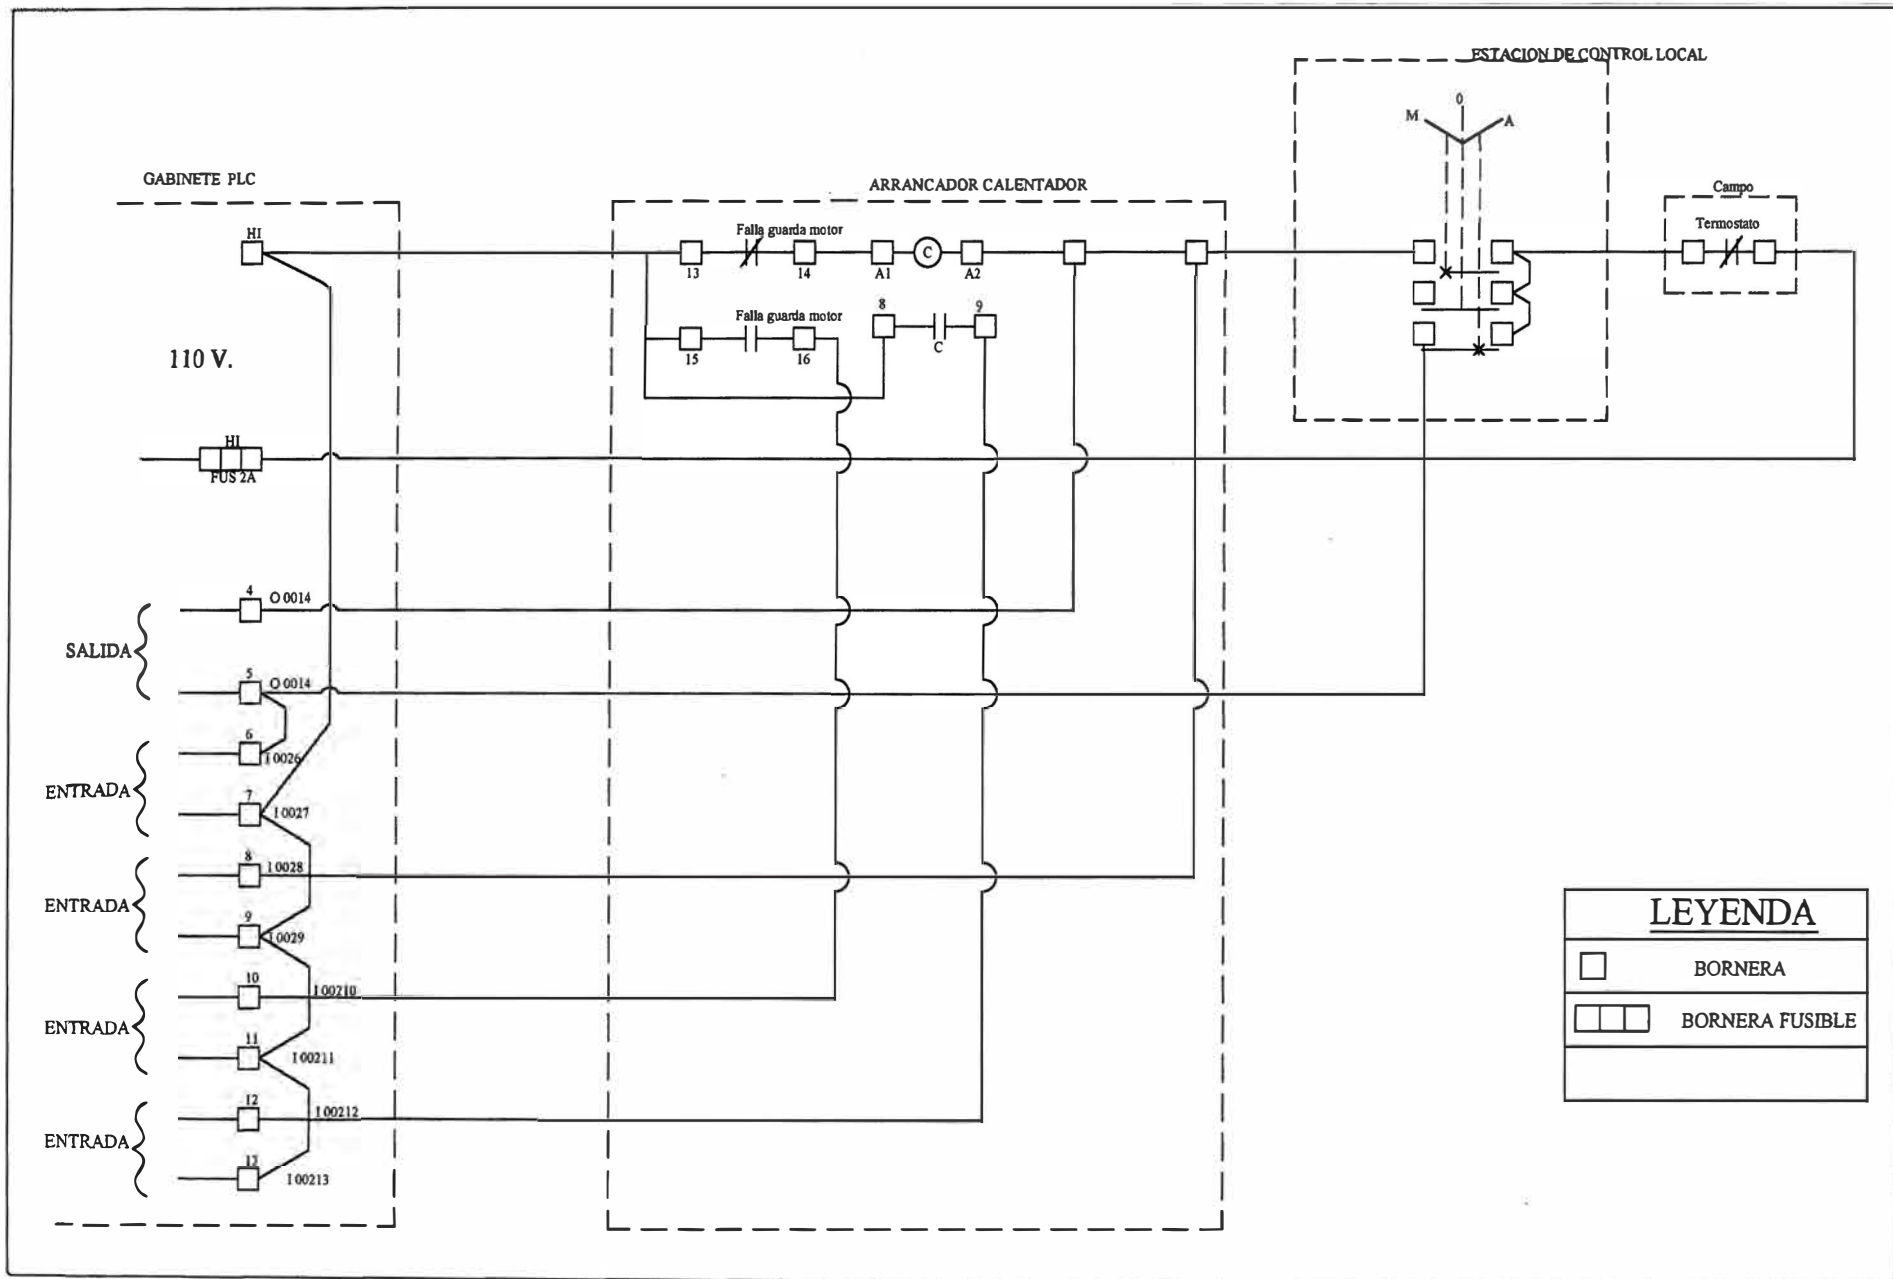 ESTACION DE CONTROL LOCAL
0
M
A
GABINETE PLC
ARRANCADOR CALENTADOR
Campo
Termostato
HI
Falla guarda motor
13
14
A1
C
A2
Falla guarda motor
15
16
8
C
9
110 V.
HI
FUS 2A
4
O 0014
SALIDA
5
O 0014
6
I 0026
ENTRADA
7
I 0027
8
I 0028
ENTRADA
9
I 0029
10
I 00210
ENTRADA
11
I 00211
12
I 00212
ENTRADA
13
I 00213
LEYENDA
BORNERA
BORNERA FUSIBLE